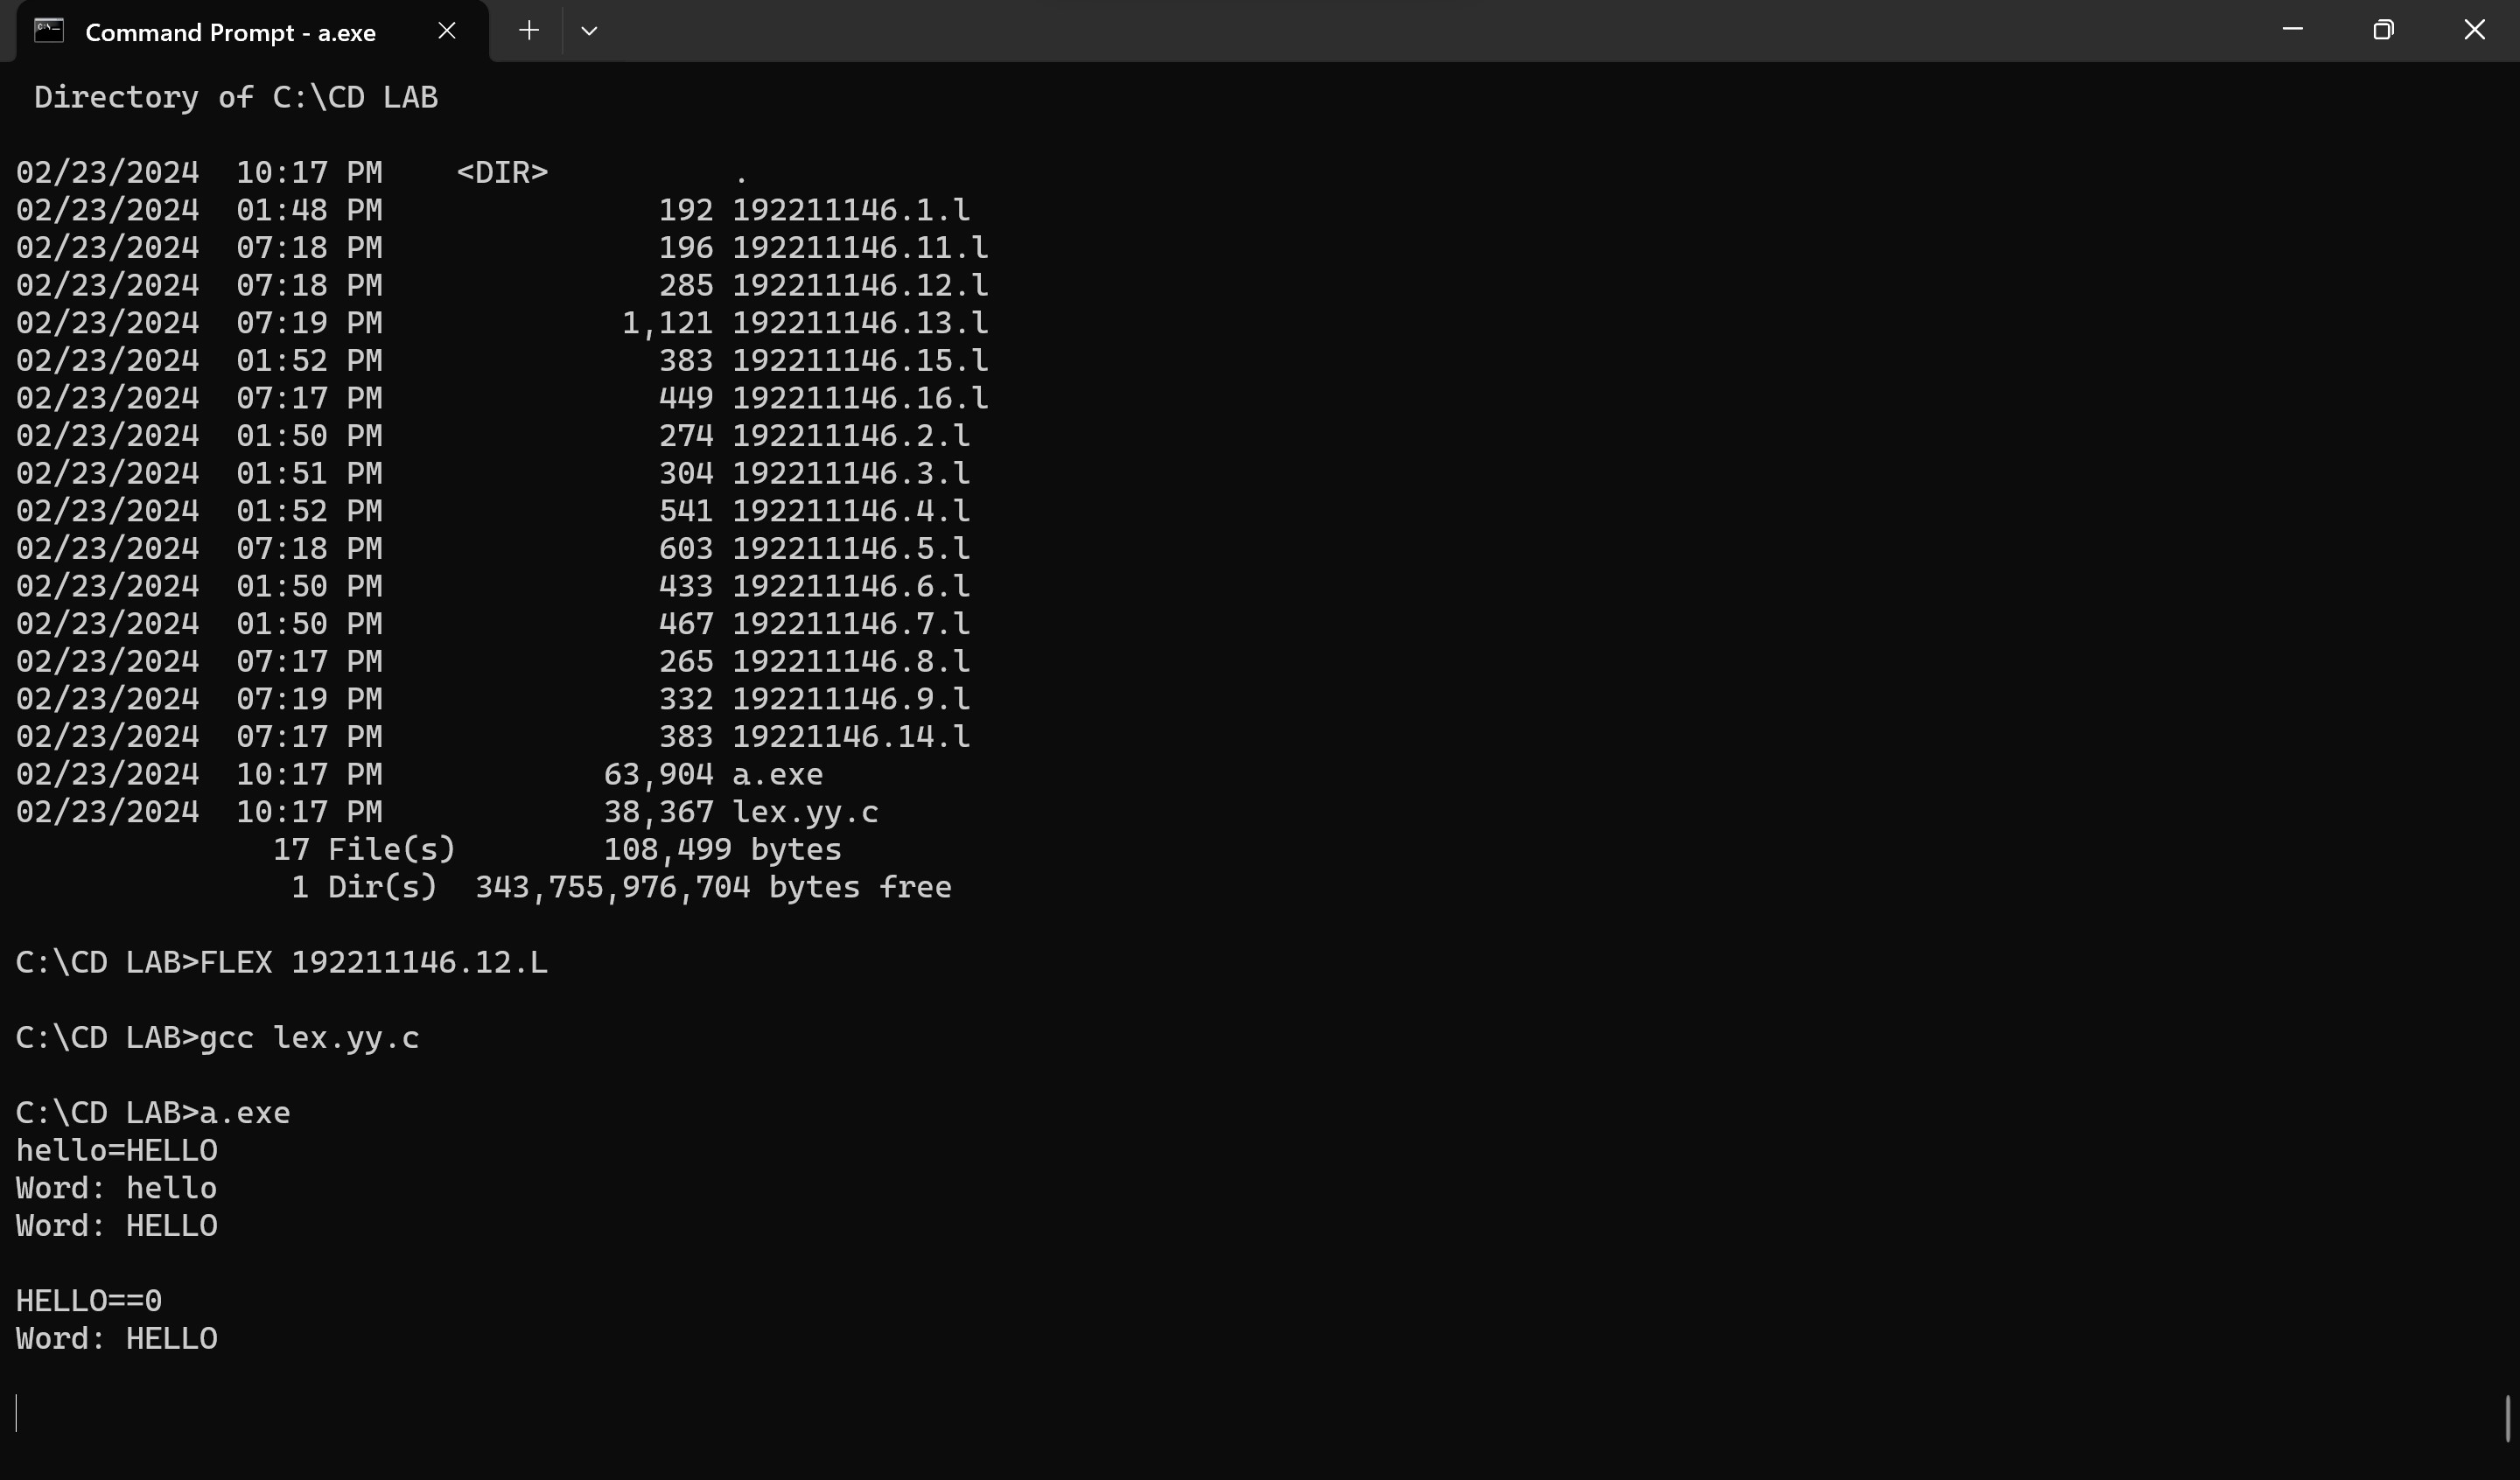 Command Prompt - a.exe
 Directory of C:\CD LAB

02/23/2024  10:17 PM    <DIR>          .
02/23/2024  01:48 PM               192 192211146.1.l
02/23/2024  07:18 PM               196 192211146.11.l
02/23/2024  07:18 PM               285 192211146.12.l
02/23/2024  07:19 PM             1,121 192211146.13.l
02/23/2024  01:52 PM               383 192211146.15.l
02/23/2024  07:17 PM               449 192211146.16.l
02/23/2024  01:50 PM               274 192211146.2.l
02/23/2024  01:51 PM               304 192211146.3.l
02/23/2024  01:52 PM               541 192211146.4.l
02/23/2024  07:18 PM               603 192211146.5.l
02/23/2024  01:50 PM               433 192211146.6.l
02/23/2024  01:50 PM               467 192211146.7.l
02/23/2024  07:17 PM               265 192211146.8.l
02/23/2024  07:19 PM               332 192211146.9.l
02/23/2024  07:17 PM               383 19221146.14.l
02/23/2024  10:17 PM            63,904 a.exe
02/23/2024  10:17 PM            38,367 lex.yy.c
              17 File(s)        108,499 bytes
               1 Dir(s)  343,755,976,704 bytes free

C:\CD LAB>FLEX 192211146.12.L

C:\CD LAB>gcc lex.yy.c

C:\CD LAB>a.exe
hello=HELLO
Word: hello
Word: HELLO

HELLO==0
Word: HELLO